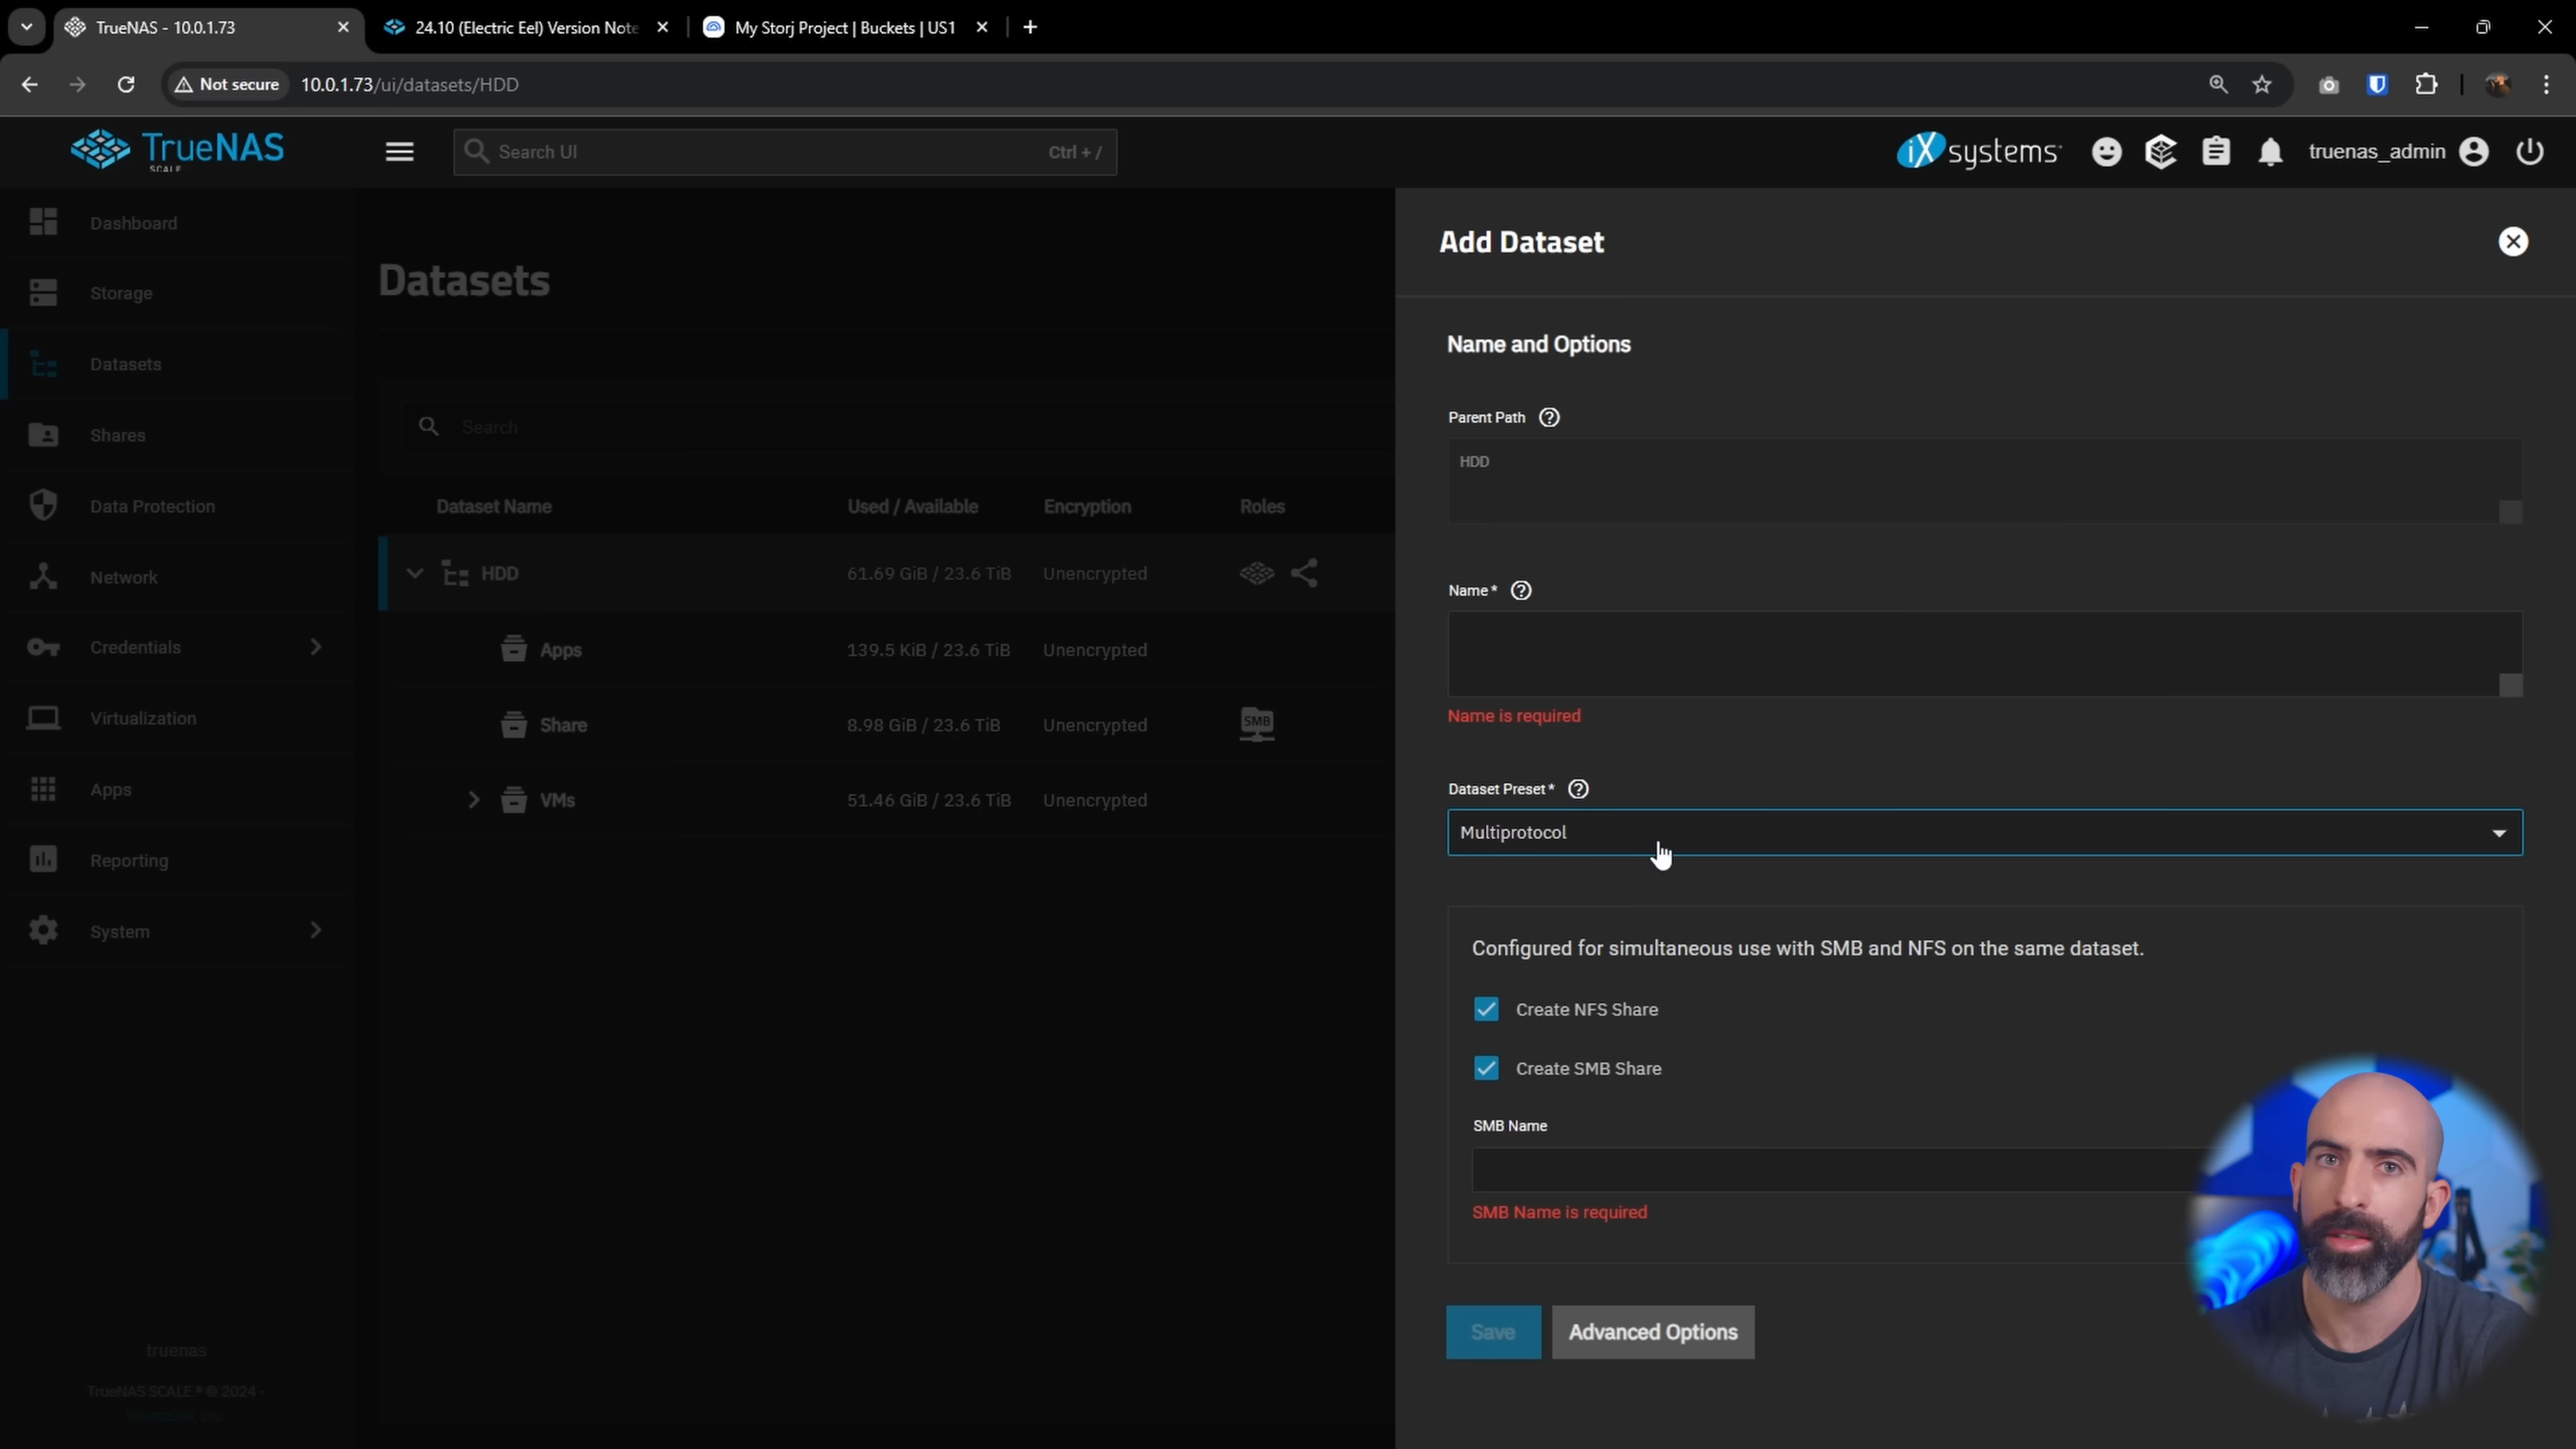 TrueNAS - 10.0.1.73
24.10 (Electric Eel) Version Note
My Storj Project | Buckets | US1
Not secure
10.0.1.73/ui/datasets/HDD
TrueNAS
SCALE
Search UI
Ctrl + /
iXsystems
truenas_admin
Dashboard
Storage
Datasets
Shares
Data Protection
Network
Credentials
Virtualization
Apps
Reporting
System
truenas
TrueNAS SCALE ® © 2024 -
Datasets
Search
Dataset Name
Used / Available
Encryption
Roles
HDD
61.69 GiB / 23.6 TiB
Unencrypted
Apps
139.5 KiB / 23.6 TiB
Unencrypted
Share
8.98 GiB / 23.6 TiB
Unencrypted
SMB
VMs
51.46 GiB / 23.6 TiB
Unencrypted
Add Dataset
Name and Options
Parent Path
HDD
Name*
Name is required
Dataset Preset*
Multiprotocol
Configured for simultaneous use with SMB and NFS on the same dataset.
Create NFS Share
Create SMB Share
SMB Name
SMB Name is required
Save
Advanced Options